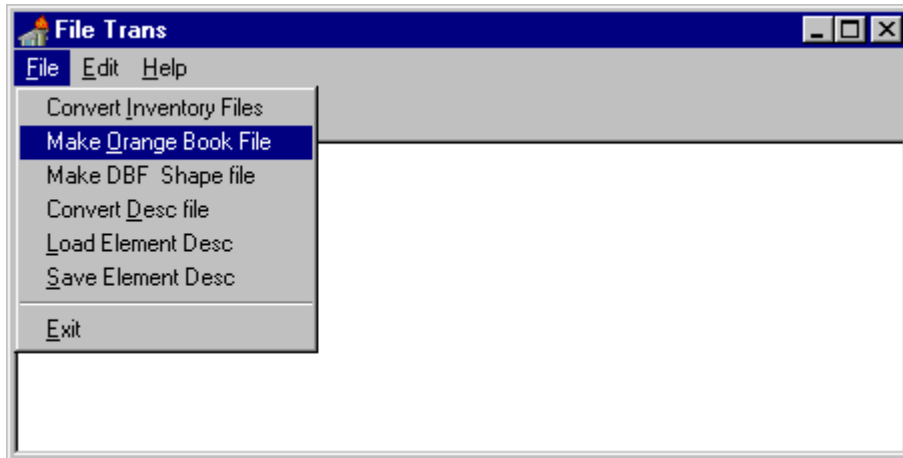 File Trans
File Edit Help
Convert Inventory Files
Make Orange Book File
Make DBF Shape file
Convert Desc file
Load Element Desc
Save Element Desc
Exit